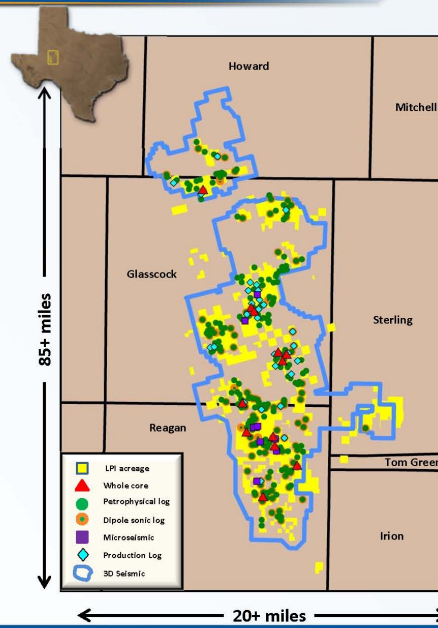 Howard
Mitchell
Glasscock
Sterling
85+ miles
Reagan
Tom Green
Irion
LPI acreage
Whole core
Petrophysical log
Dipole sonic log
Microseismic
Production Log
3D Seismic
20+ miles